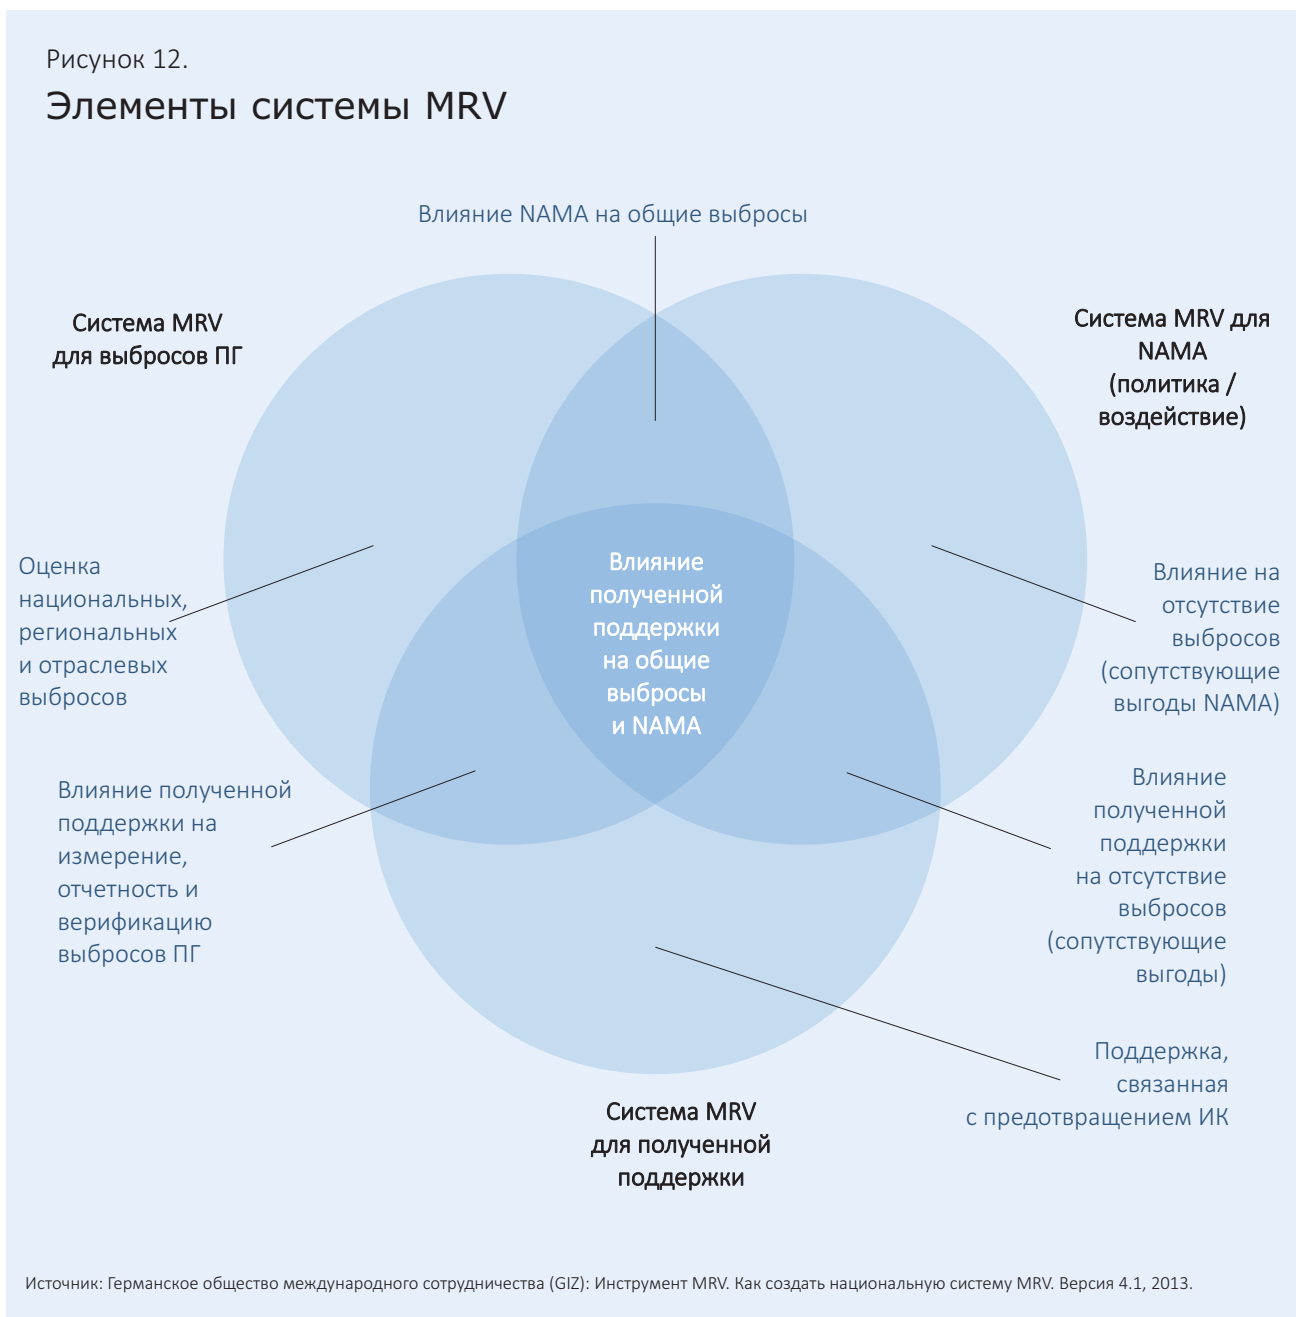 Рисунок 12.
Элементы системы MRV
Влияние NAMA на общие выбросы
Система MRV
для выбросов ПГ
Система MRV для
NAMA
(политика /
воздействие)
Оценка
национальных,
региональных
и отраслевых
выбросов
Влияние
полученной
поддержки
на общие
выбросы
и NAMA
Влияние на
отсутствие
выбросов
(сопутствующие
выгоды NAMA)
Влияние полученной
поддержки на
измерение,
отчетность и
верификацию
выбросов ПГ
Влияние
полученной
поддержки
на отсутствие
выбросов
(сопутствующие
выгоды)
Поддержка,
связанная
с предотвращением ИК
Система MRV
для полученной
поддержки
Источник: Германское общество международного сотрудничества (GIZ): Инструмент MRV. Как создать национальную систему MRV. Версия 4.1, 2013.